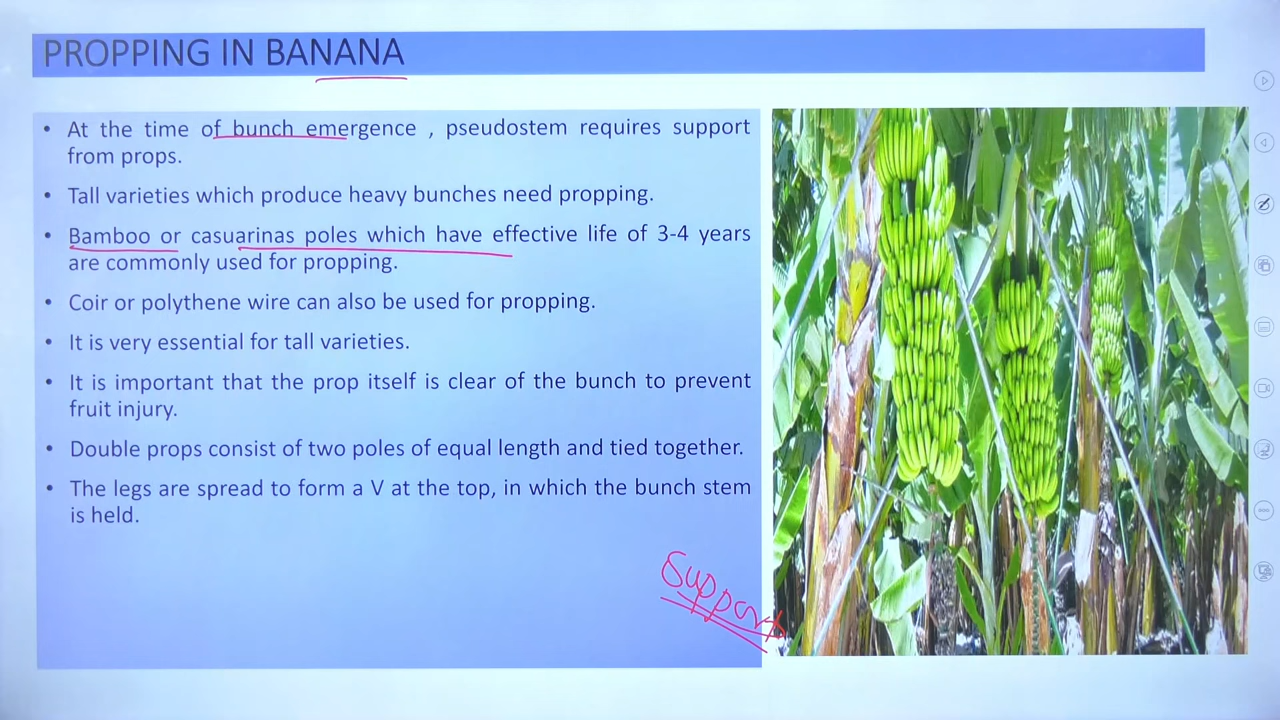 PROPPING IN BANANA
• At the time of bunch emergence , pseudostem requires support
from props.
• Tall varieties which produce heavy bunches need propping.
• Bamboo or casuarinas poles which have effective life of 3-4 years
are commonly used for propping.
• Coir or polythene wire can also be used for propping.
• It is very essential for tall varieties.
• It is important that the prop itself is clear of the bunch to prevent
fruit injury.
• Double props consist of two poles of equal length and tied together.
• The legs are spread to form a V at the top, in which the bunch stem
is held.
Support